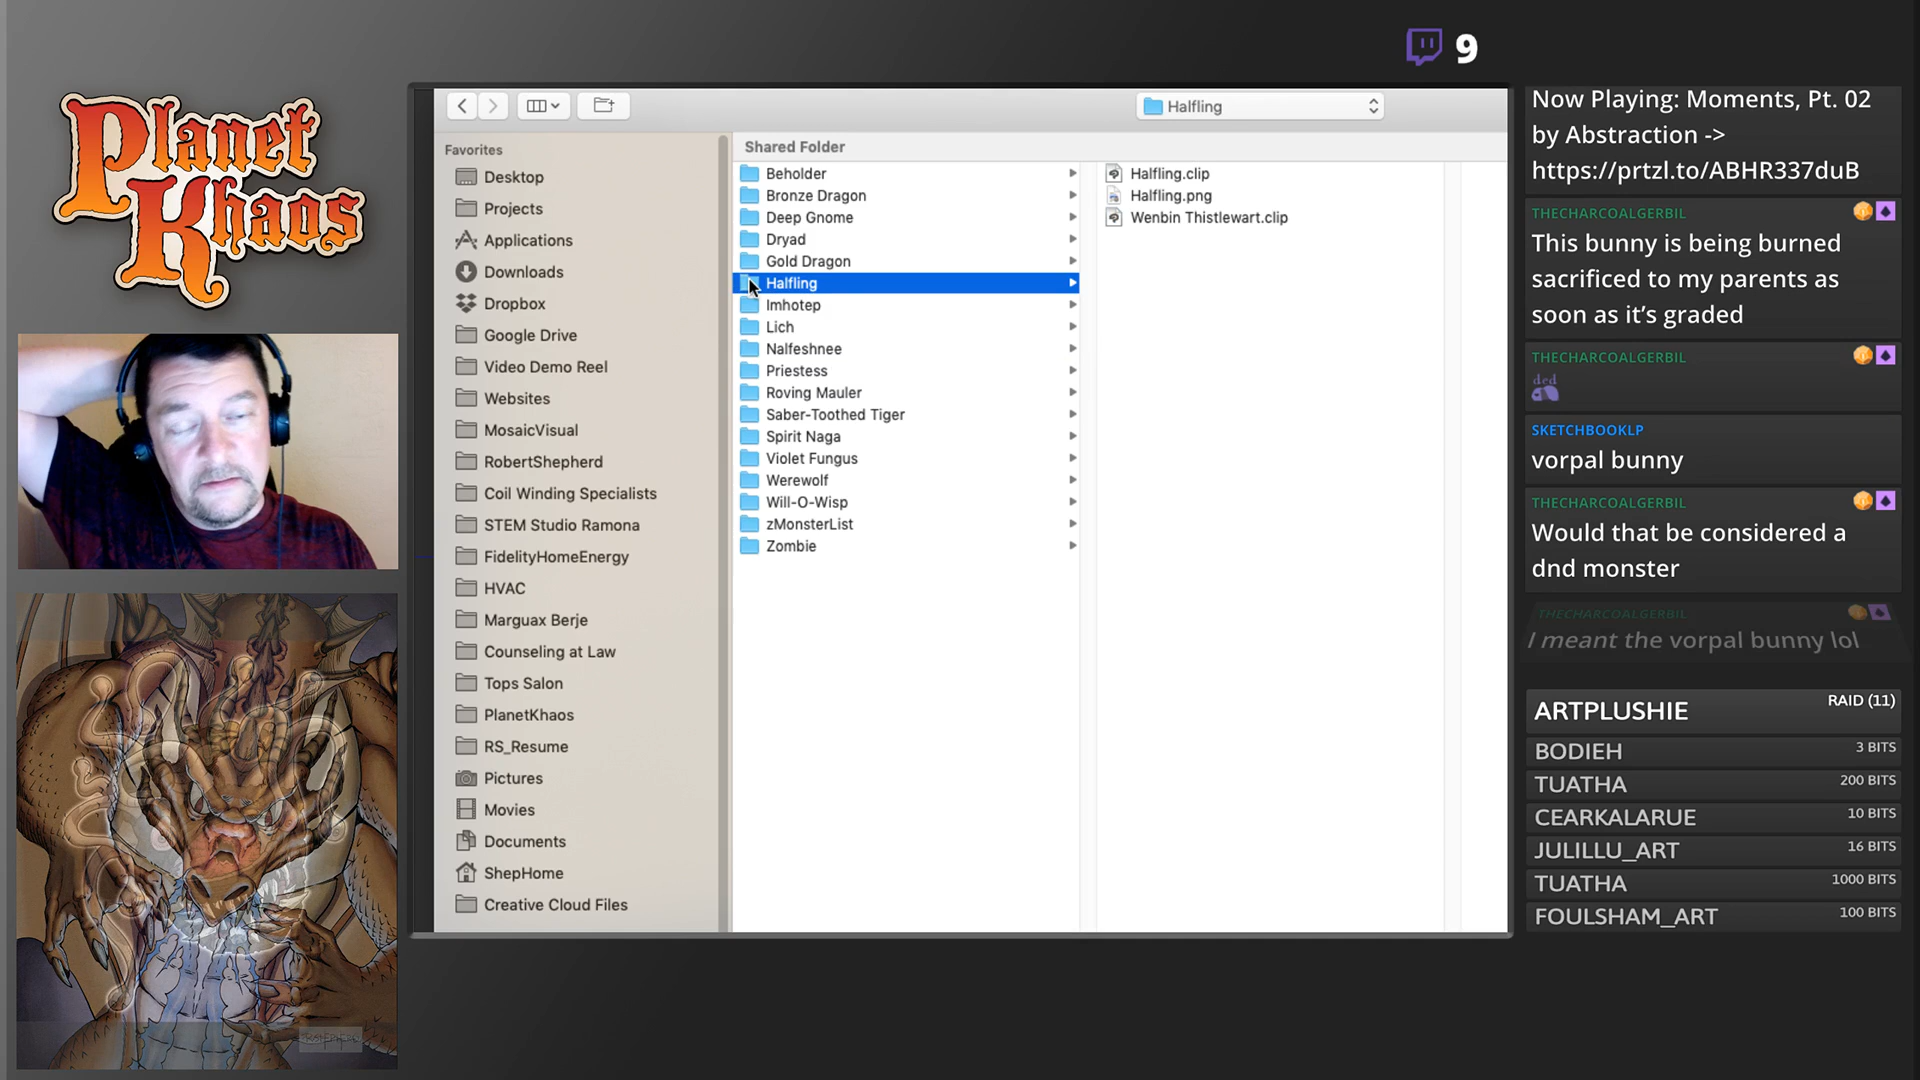 9
Planet
Khaos
Halfling
Favorites
Desktop
Projects
Applications
Downloads
Dropbox
Google Drive
Video Demo Reel
Websites
MosaicVisual
RobertShepherd
Coil Winding Specialists
STEM Studio Ramona
FidelityHomeEnergy
HVAC
Marguax Berje
Counseling at Law
Tops Salon
PlanetKhaos
RS_Resume
Pictures
Movies
Documents
ShepHome
Creative Cloud Files
Shared Folder
Beholder
Bronze Dragon
Deep Gnome
Dryad
Gold Dragon
Halfling
Imhotep
Lich
Nalfeshnee
Priestess
Roving Mauler
Saber-Toothed Tiger
Spirit Naga
Violet Fungus
Werewolf
Will-O-Wisp
zMonsterList
Zombie
Halfling.clip
Halfling.png
Wenbin Thistlewart.clip
Now Playing: Moments, Pt. 02
by Abstraction ->
https://prtzl.to/ABHR337duB
THECHARCOALGERBIL
This bunny is being burned
sacrificed to my parents as
soon as it’s graded
THECHARCOALGERBIL
ded
SKETCHBOOKLP
vorpal bunny
THECHARCOALGERBIL
Would that be considered a
dnd monster
THECHARCOALGERBIL
I meant the vorpal bunny lol
ARTPLUSHIE RAID (11)
BODIEH 3 BITS
TUATHA 200 BITS
CEARKALARUE 10 BITS
JULILLU_ART 16 BITS
TUATHA 1000 BITS
FOULSHAM_ART 100 BITS